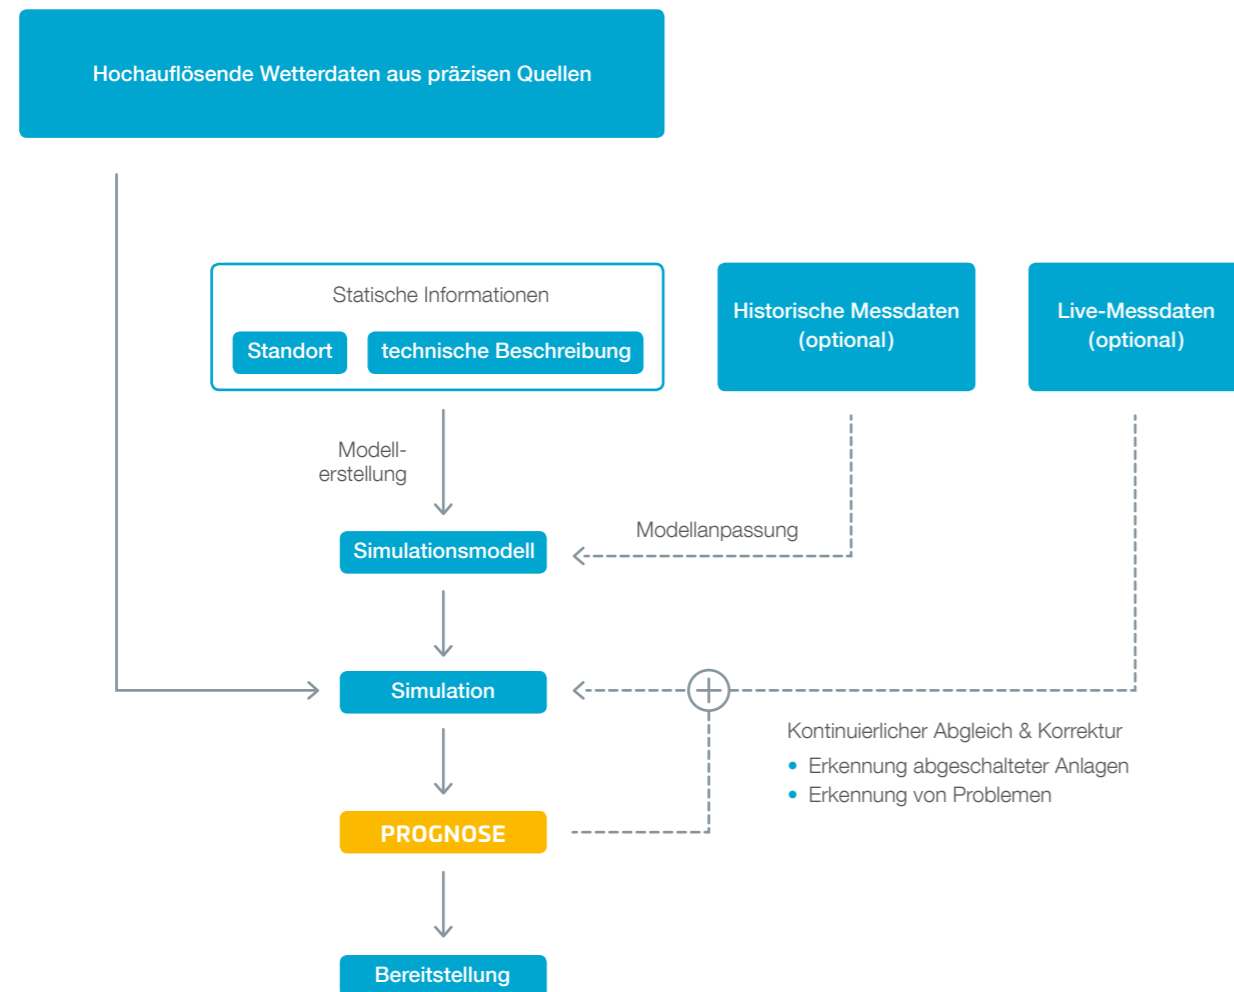 Hochauflösende Wetterdaten aus präzisen Quellen
Statische Informationen
Standort
technische Beschreibung
Historische Messdaten
(optional)
Live-Messdaten
(optional)
Modell-
erstellung
Modellanpassung
Simulationsmodell
Simulation
Kontinuierlicher Abgleich & Korrektur
• Erkennung abgeschalteter Anlagen
• Erkennung von Problemen
PROGNOSE
Bereitstellung